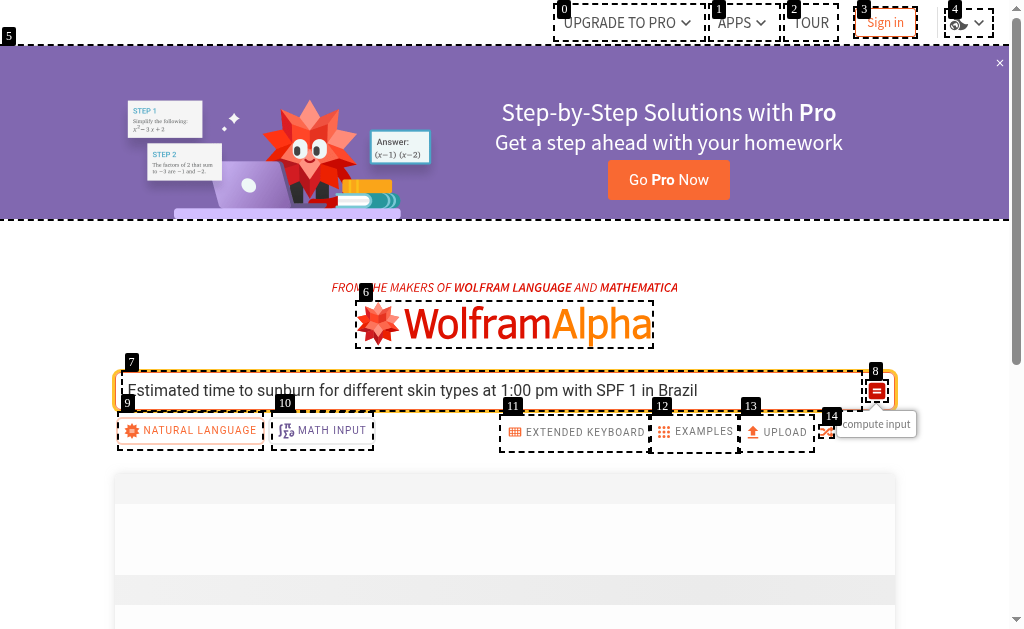 UPGRADE TO PRO
APPS
TOUR
Sign in
0
1
2
3
4
5
×
STEP 1
Simplify the following:
x² − 3 x + 2
STEP 2
The factors of 2 that sum
to −3 are −1 and −2.
Answer:
(x−1) (x−2)
Step-by-Step Solutions with Pro
Get a step ahead with your homework
Go Pro Now
FROM THE MAKERS OF WOLFRAM LANGUAGE AND MATHEMATICA
6
WolframAlpha
7
8
Estimated time to sunburn for different skin types at 1:00 pm with SPF 1 in Brazil
=
9
10
11
12
13
14
NATURAL LANGUAGE
MATH INPUT
EXTENDED KEYBOARD
EXAMPLES
UPLOAD
compute input